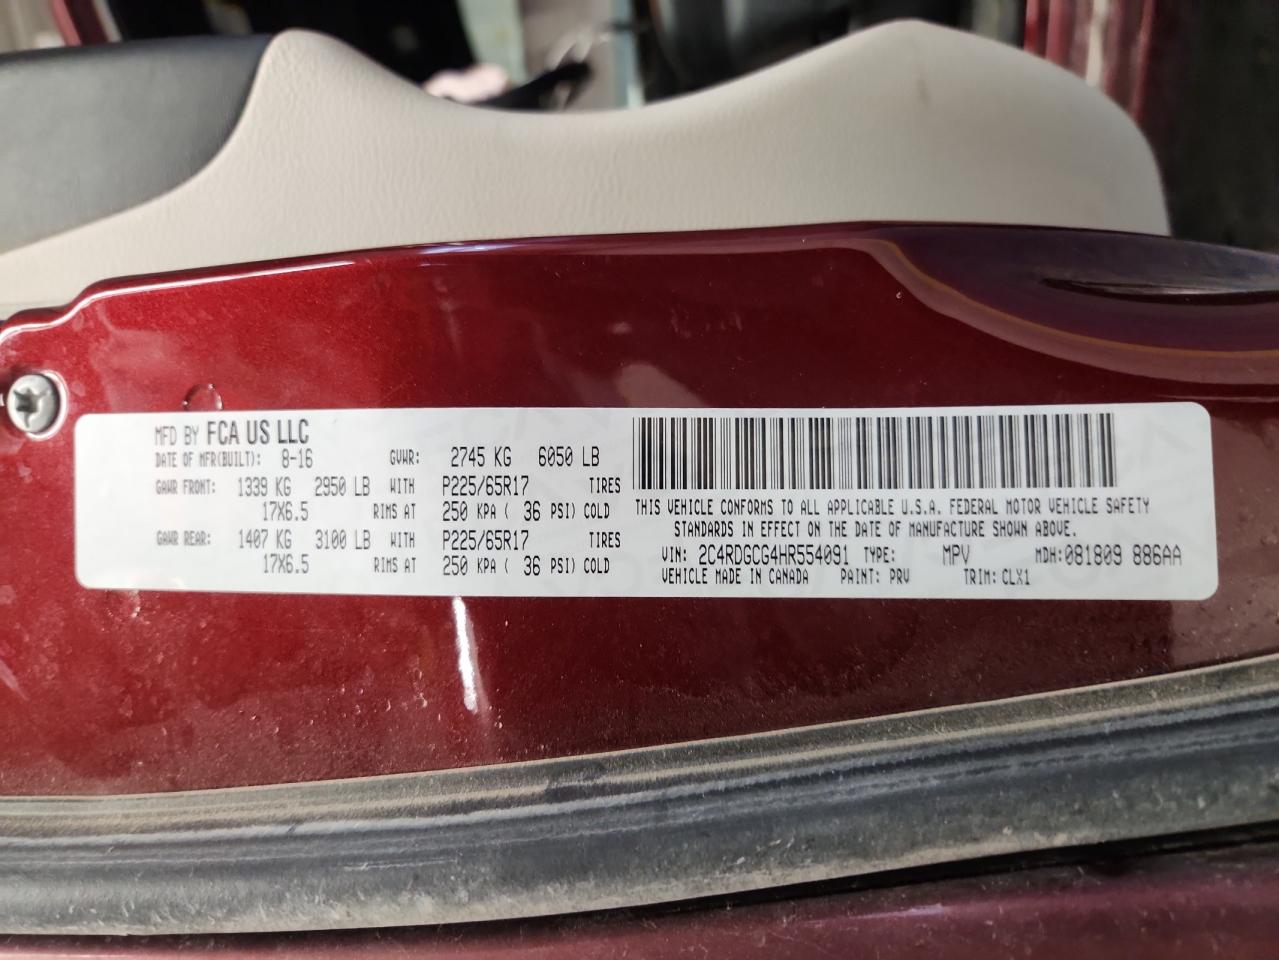 MFD BY FCA US LLC
DATE OF MFR(BUILT): 8-16 GVWR: 2745 KG 6050 LB
GAWR FRONT: 1339 KG 2950 LB WITH P225/65R17 TIRES
17X6.5 RIMS AT 250 KPA ( 36 PSI) COLD
GAWR REAR: 1407 KG 3100 LB WITH P225/65R17 TIRES
17X6.5 RIMS AT 250 KPA ( 36 PSI) COLD
THIS VEHICLE CONFORMS TO ALL APPLICABLE U.S.A. FEDERAL MOTOR VEHICLE SAFETY
STANDARDS IN EFFECT ON THE DATE OF MANUFACTURE SHOWN ABOVE.
VIN: 2C4RDGCG4HR554091 TYPE: MPV MDH: 081809 886AA
VEHICLE MADE IN CANADA PAINT: PRV TRIM: CLX1